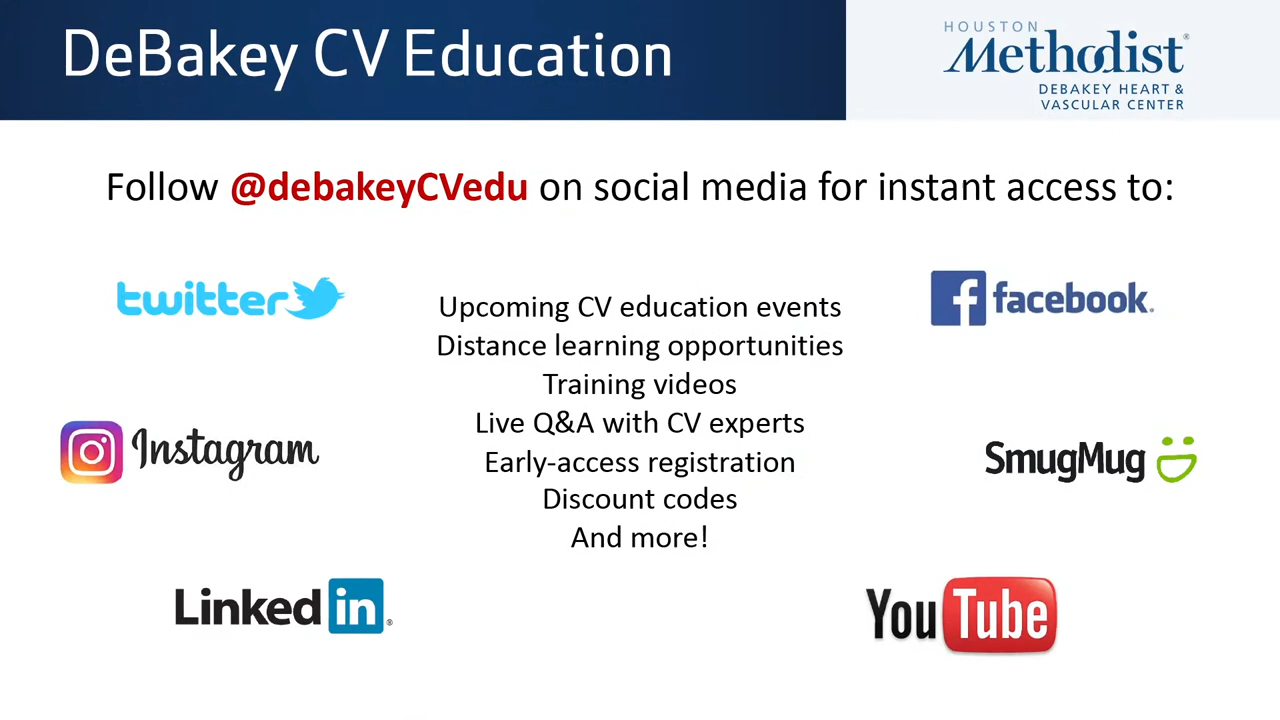 DeBakey CV Education
HOUSTON
Methodist®
DEBAKEY HEART &
VASCULAR CENTER
Follow @debakeyCVedu on social media for instant access to:
twitter
facebook.
Upcoming CV education events
Distance learning opportunities
Training videos
Live Q&A with CV experts
Early-access registration
Discount codes
And more!
Instagram
SmugMug
Linked in®
YouTube